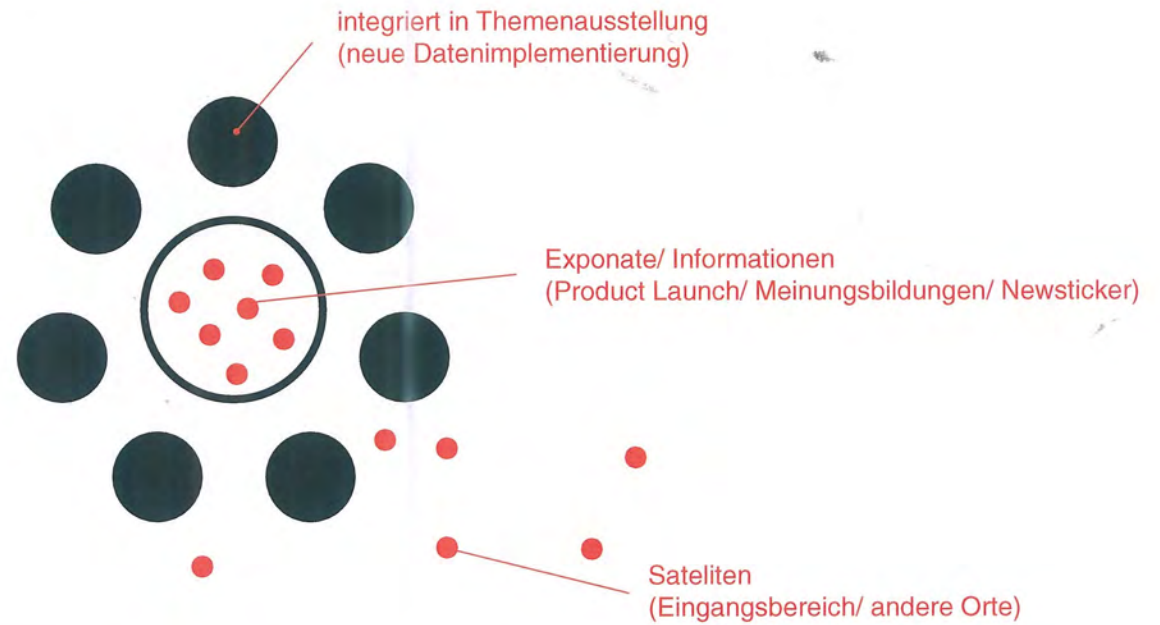 integriert in Themenausstellung
(neue Datenimplementierung)
Exponate/ Informationen
(Product Launch/ Meinungsbildungen/ Newsticker)
Sateliten
(Eingangsbereich/ andere Orte)